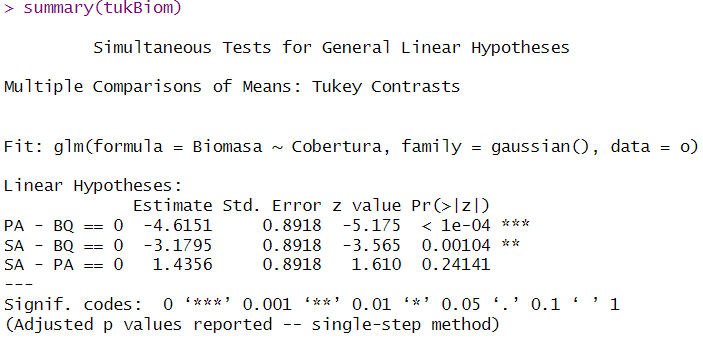 > summary(tukBiom)
Simultaneous Tests for General Linear Hypotheses
Multiple Comparisons of Means: Tukey Contrasts
Fit: glm(formula = Biomasa ~ Cobertura, family = gaussian(), data = o)
Linear Hypotheses:
Estimate Std. Error z value Pr(>|z|)
PA - BQ == 0  -4.6151     0.8918  -5.175  < 1e-04 ***
SA - BQ == 0  -3.1795     0.8918  -3.565  0.00104 **
SA - PA == 0   1.4356     0.8918   1.610  0.24141
---
Signif. codes:  0 ‘***’ 0.001 ‘**’ 0.01 ‘*’ 0.05 ‘.’ 0.1 ‘ ’ 1
(Adjusted p values reported -- single-step method)